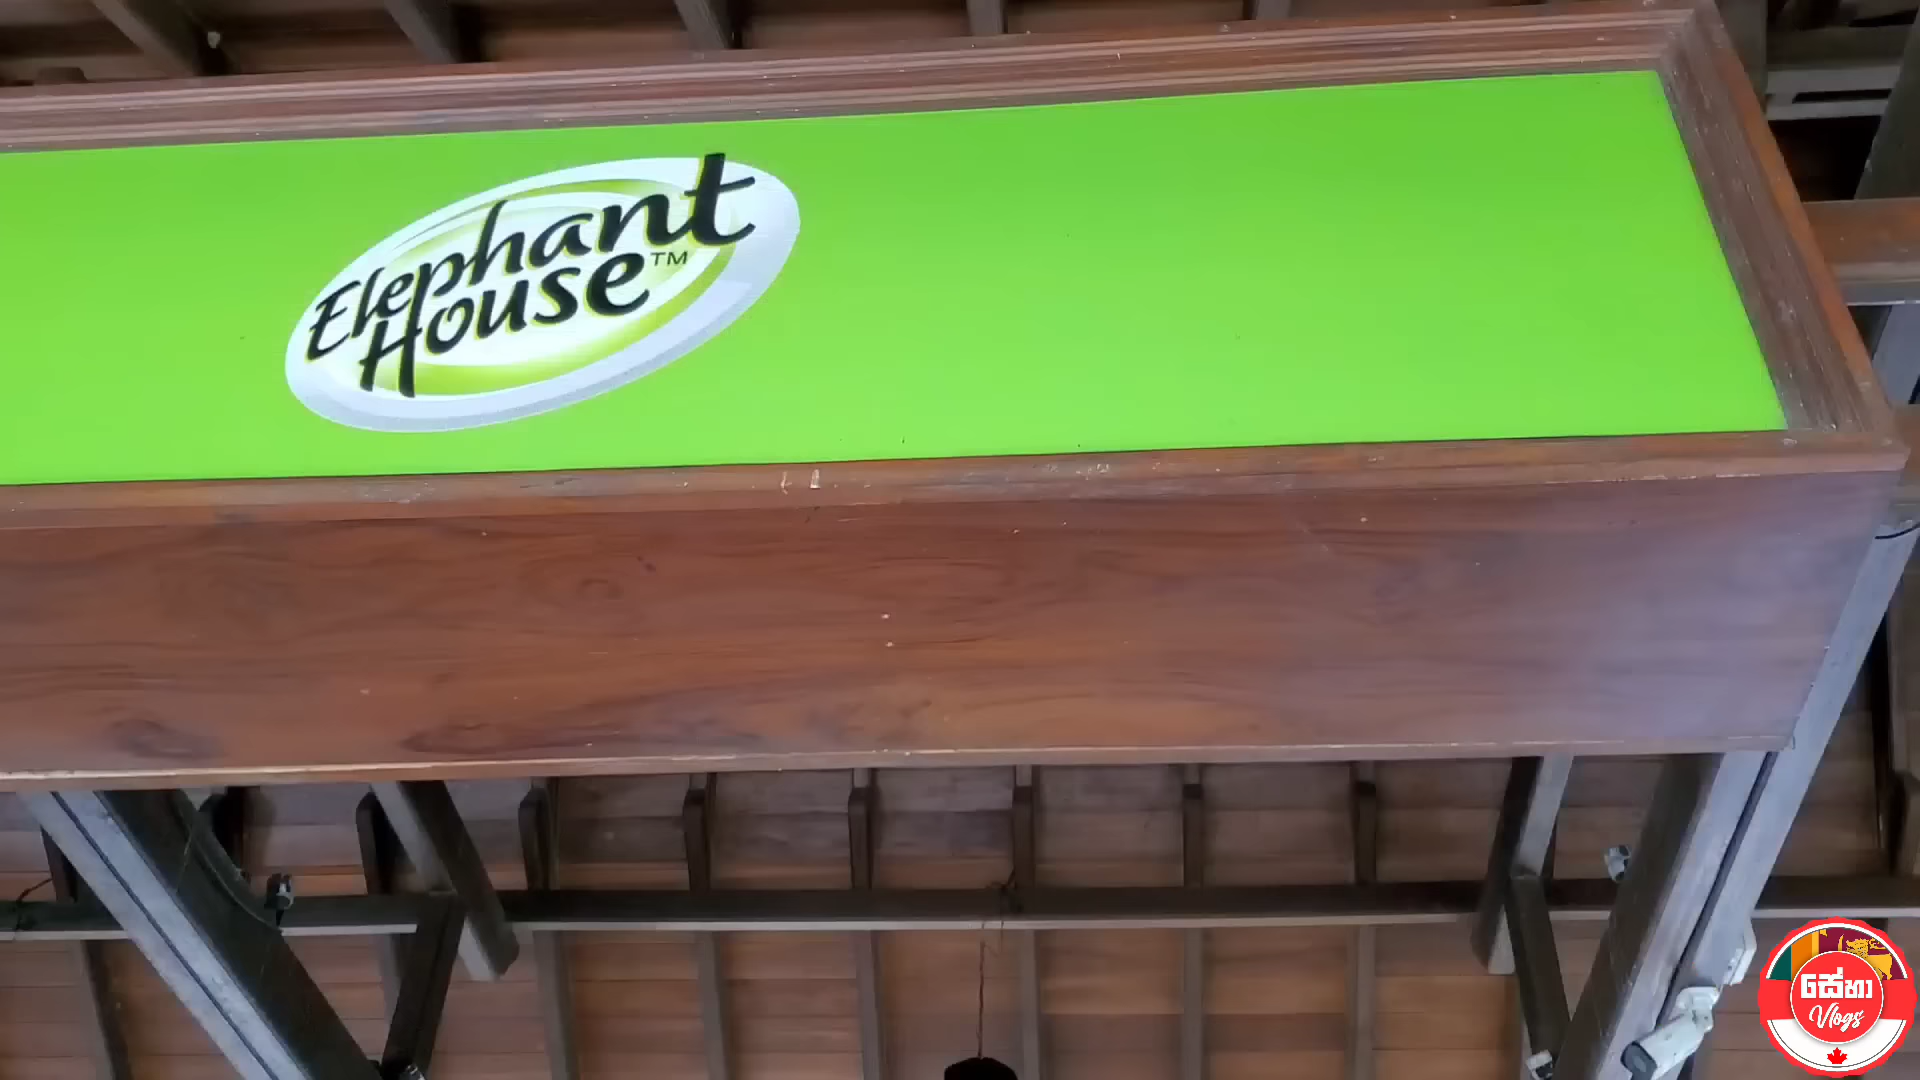 Elephant
House™
සේහා
Vlogs